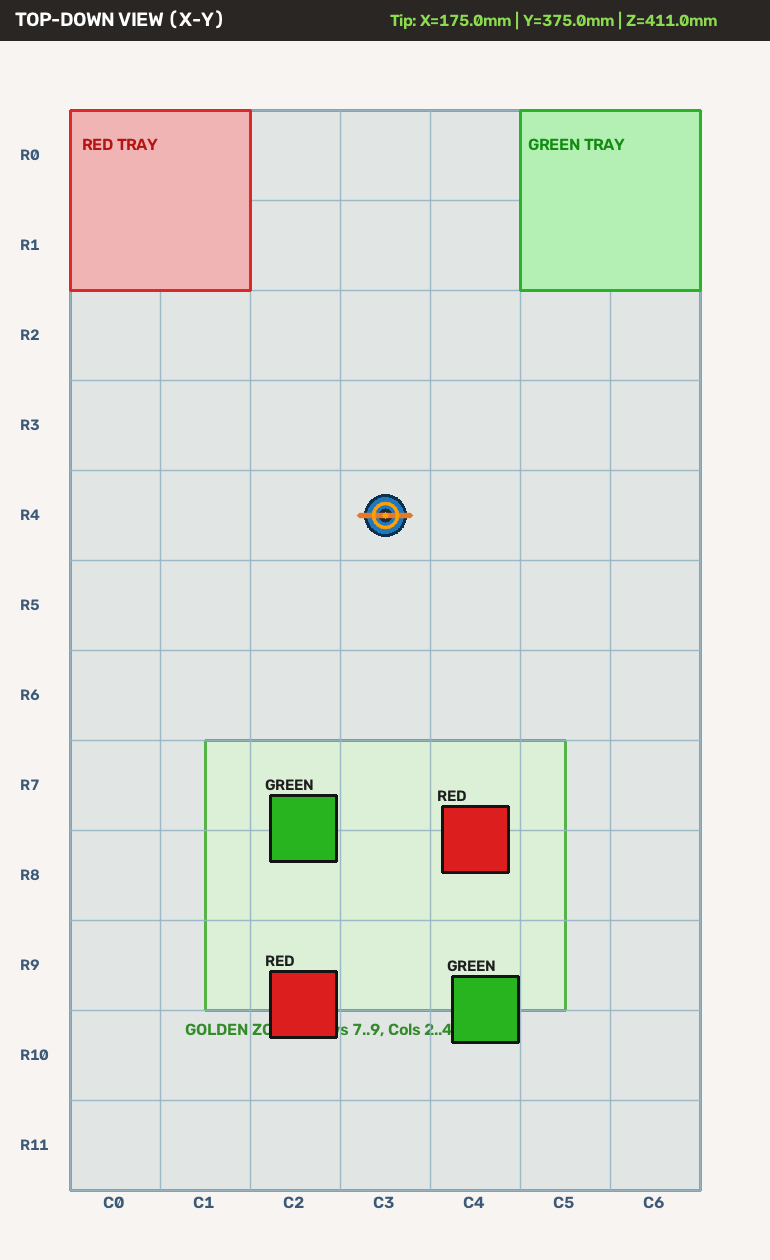 TOP-DOWN VIEW (X-Y)
Tip: X=175.0mm | Y=375.0mm | Z=411.0mm
RED TRAY
GREEN TRAY
R0
R1
R2
R3
R4
R5
R6
GREEN
RED
R7
R8
RED
GREEN
R9
GOLDEN 7..9, Cols 2..4
R10
R11
C0 C1 C2 C3 C4 C5 C6